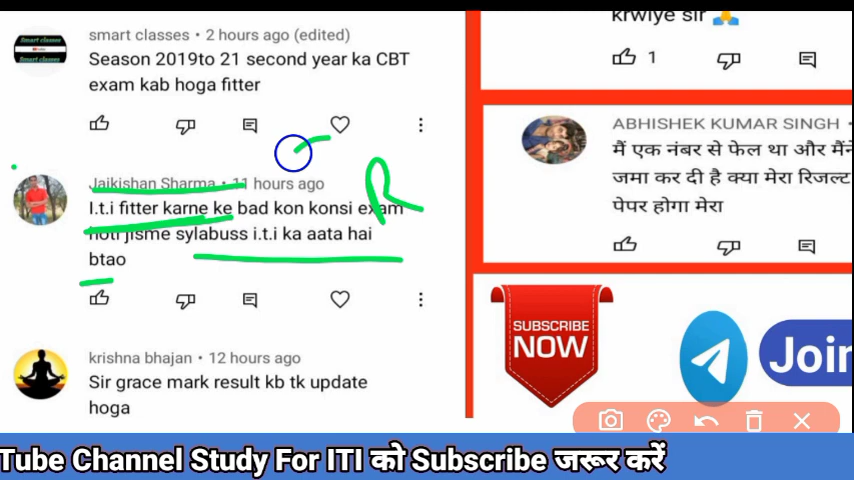 smart classes • 2 hours ago (edited)
Season 2019to 21 second year ka CBT
exam kab hoga fitter
Jaikishan Sharma • 11 hours ago
I.t.i fitter karne ke bad kon konsi exam
hoti jisme sylabuss i.t.i ka aata hai
btao
krishna bhajan • 12 hours ago
Sir grace mark result kb tk update
hoga
R
krwiye sir 🙏
1
ABHISHEK KUMAR SINGH •
मैं एक नंबर से फेल था और मैंने
जमा कर दी है क्या मेरा रिजल्ट
पेपर होगा मेरा
SUBSCRIBE
NOW
Join
Tube Channel Study For ITI को Subscribe जरूर करें